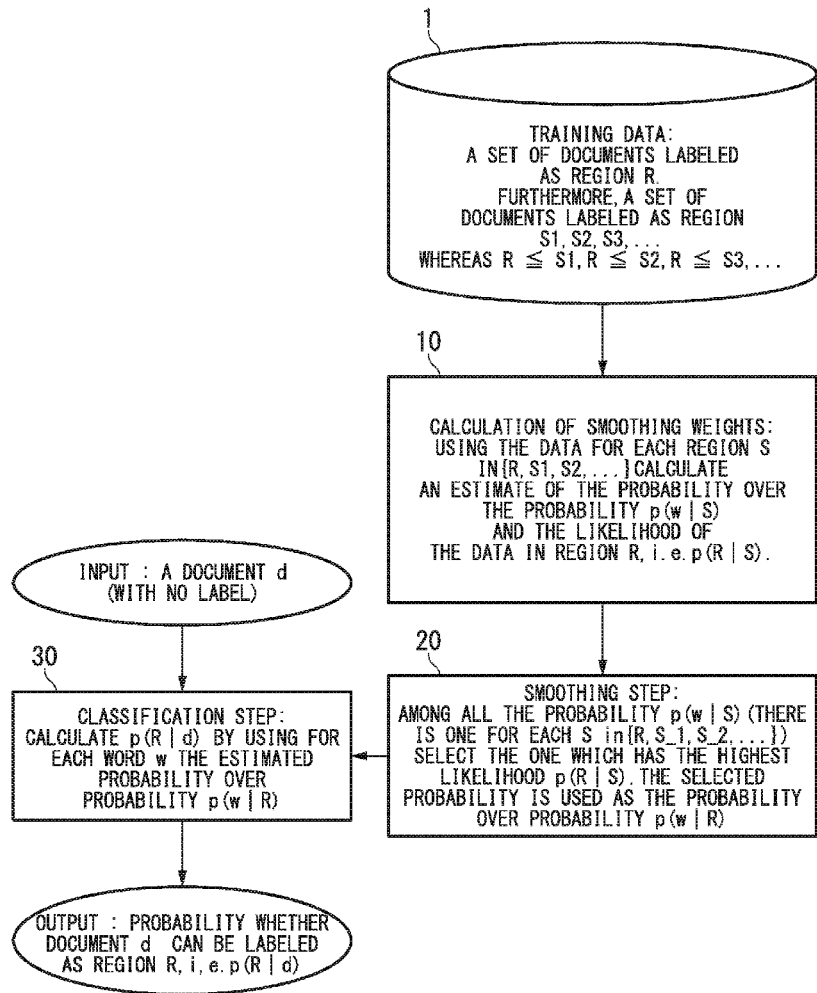 1
TRAINING DATA:
A SET OF DOCUMENTS LABELED
AS REGION R.
FURTHERMORE, A SET OF
DOCUMENTS LABELED AS REGION
S1, S2, S3, ...
WHEREAS R ≦ S1, R ≦ S2, R ≦ S3, ...
10
CALCULATION OF SMOOTHING WEIGHTS:
USING THE DATA FOR EACH REGION S
IN{R, S1, S2, ...} CALCULATE
AN ESTIMATE OF THE PROBABILITY OVER
THE PROBABILITY p(w | S)
AND THE LIKELIHOOD OF
THE DATA IN REGION R, i.e. p(R | S).
INPUT : A DOCUMENT d
(WITH NO LABEL)
30
CLASSIFICATION STEP:
CALCULATE p(R | d) BY USING FOR
EACH WORD w THE ESTIMATED
PROBABILITY OVER
PROBABILITY p(w | R)
20
SMOOTHING STEP:
AMONG ALL THE PROBABILITY p(w | S) (THERE
IS ONE FOR EACH S in{R, S_1, S_2, ...})
SELECT THE ONE WHICH HAS THE HIGHEST
LIKELIHOOD p(R | S). THE SELECTED
PROBABILITY IS USED AS THE PROBABILITY
OVER PROBABILITY p(w | R)
OUTPUT : PROBABILITY WHETHER
DOCUMENT d CAN BE LABELED
AS REGION R, i, e. p(R | d)